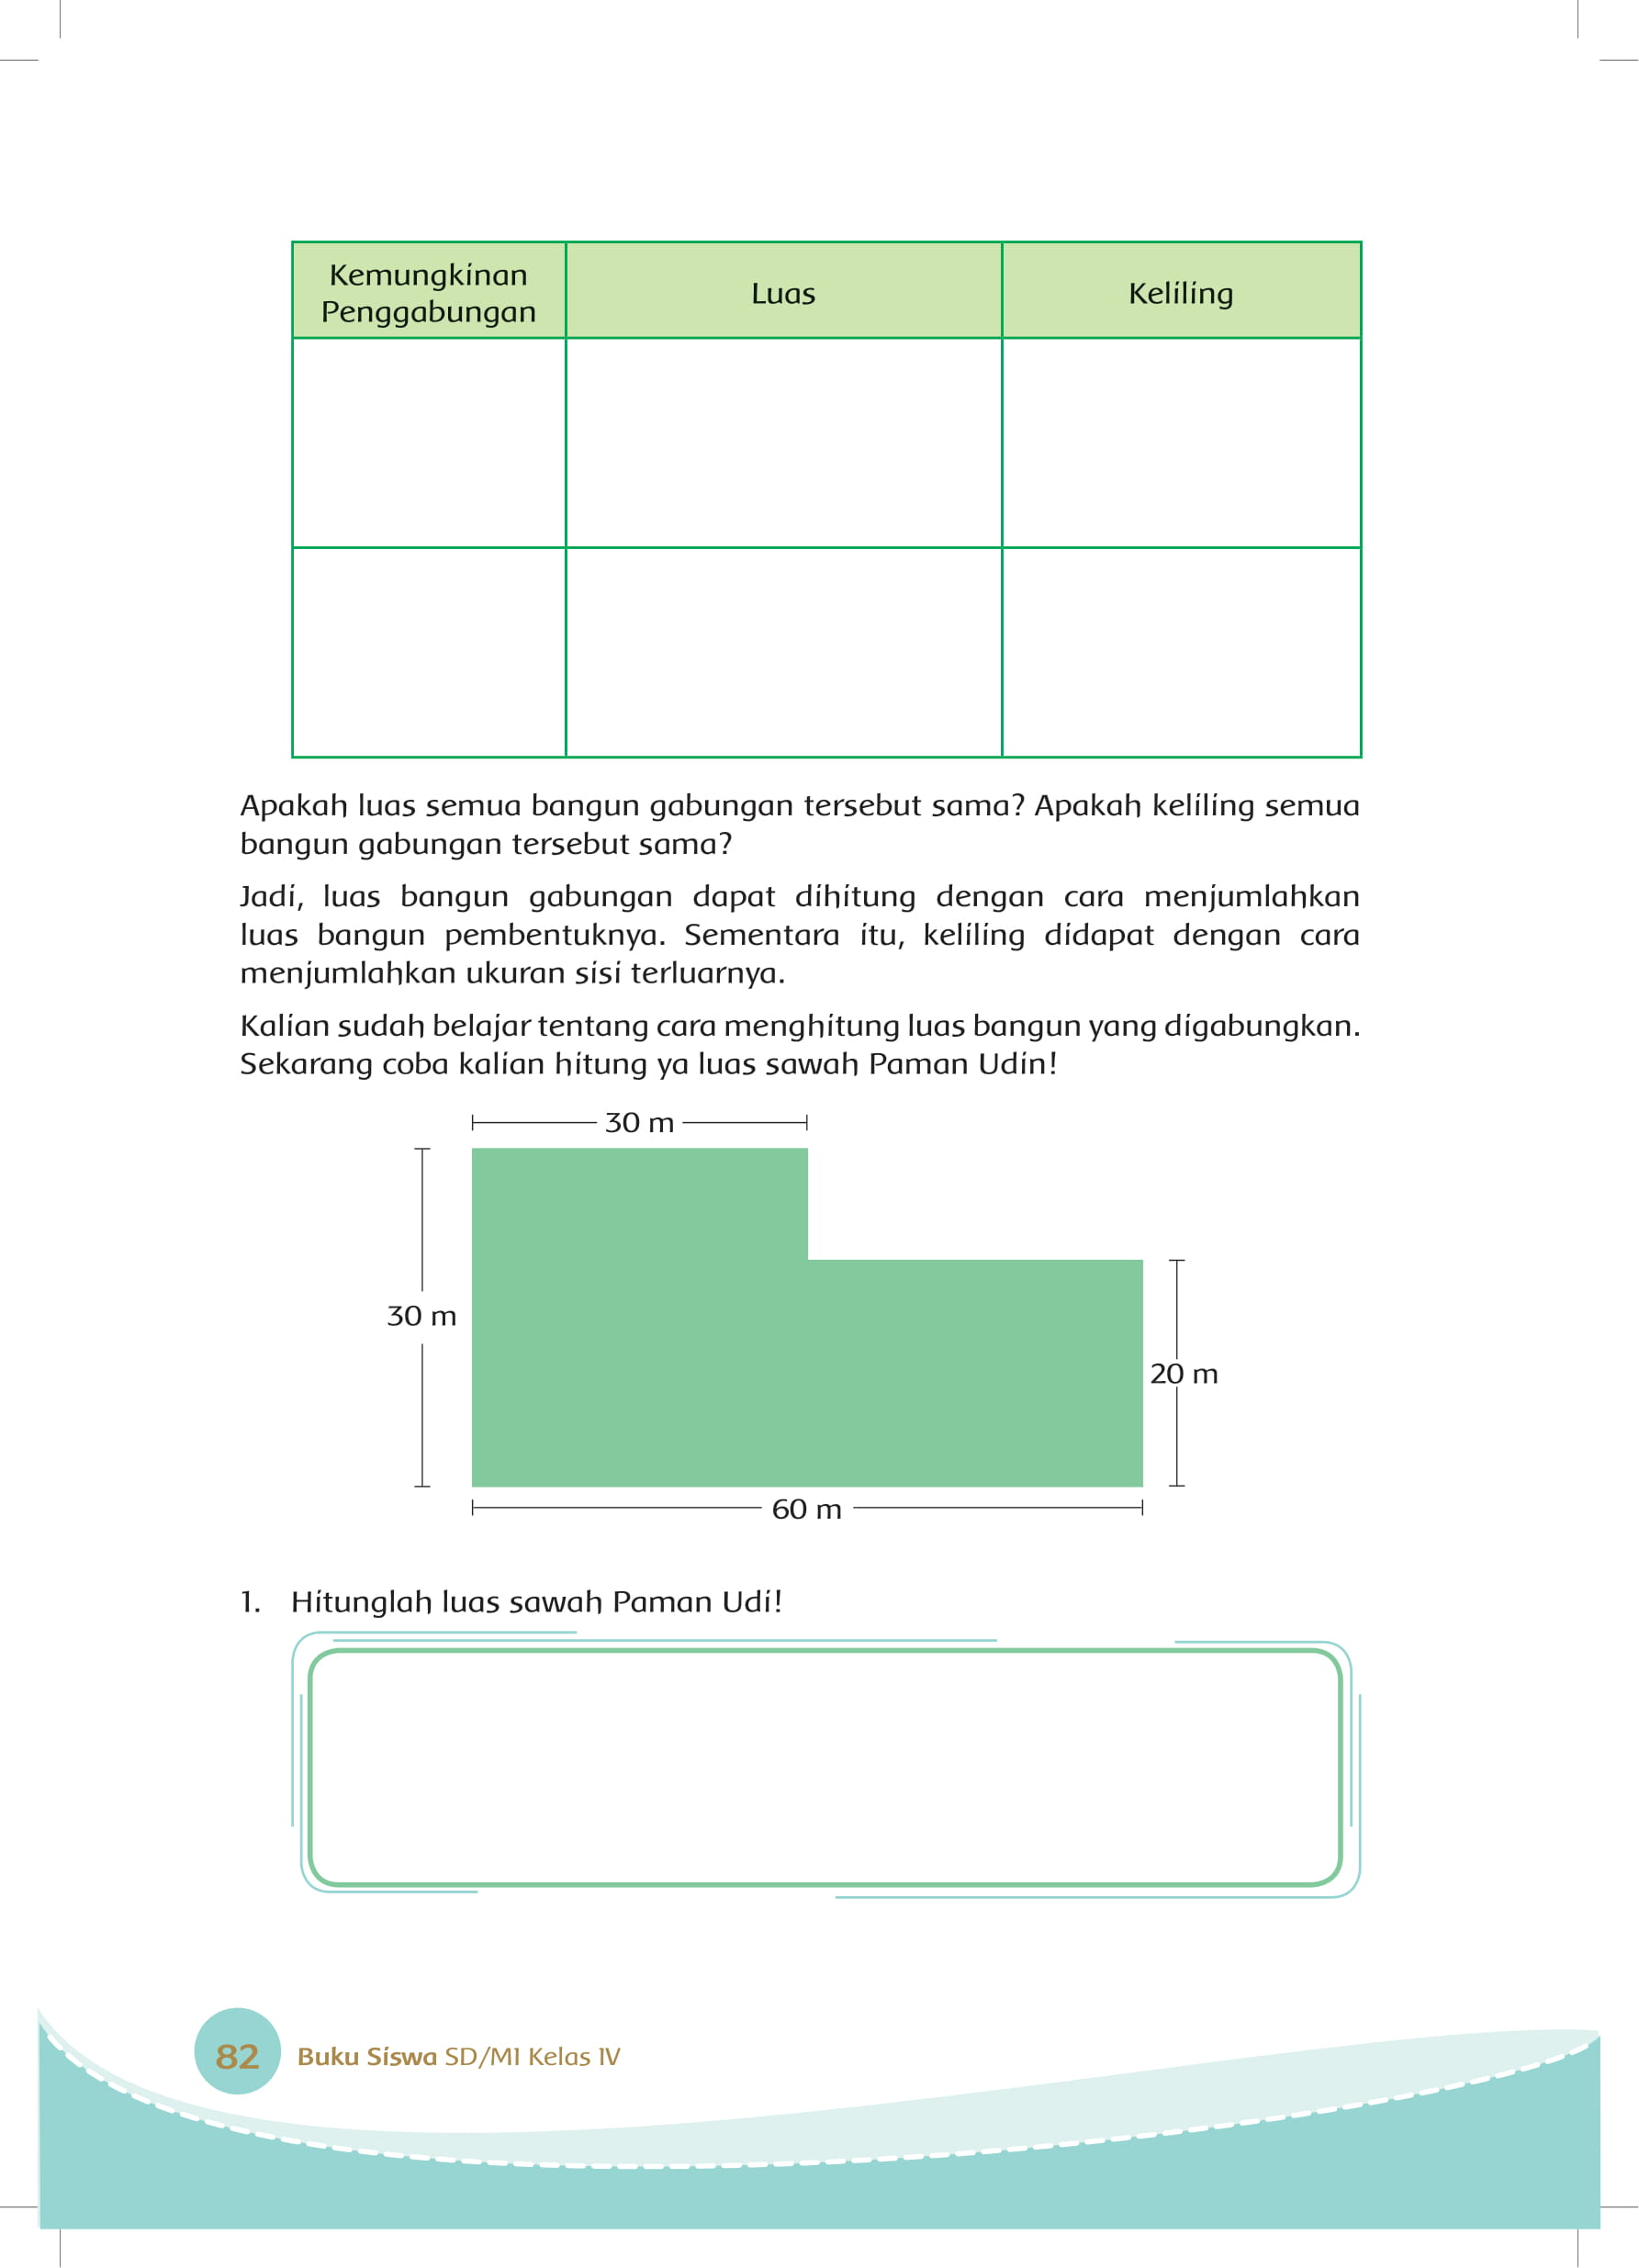 Kemungkinan
Penggabungan
Luas
Keliling
Apakah luas semua bangun gabungan tersebut sama? Apakah keliling semua
bangun gabungan tersebut sama?
Jadi, luas bangun gabungan dapat dihitung dengan cara menjumlahkan
luas bangun pembentuknya. Sementara itu, keliling didapat dengan cara
menjumlahkan ukuran sisi terluarnya.
Kalian sudah belajar tentang cara menghitung luas bangun yang digabungkan.
Sekarang coba kalian hitung ya luas sawah Paman Udin!
30 m
30 m
20 m
60 m
1. Hitunglah luas sawah Paman Udi!
82 Buku Siswa SD/MI Kelas IV